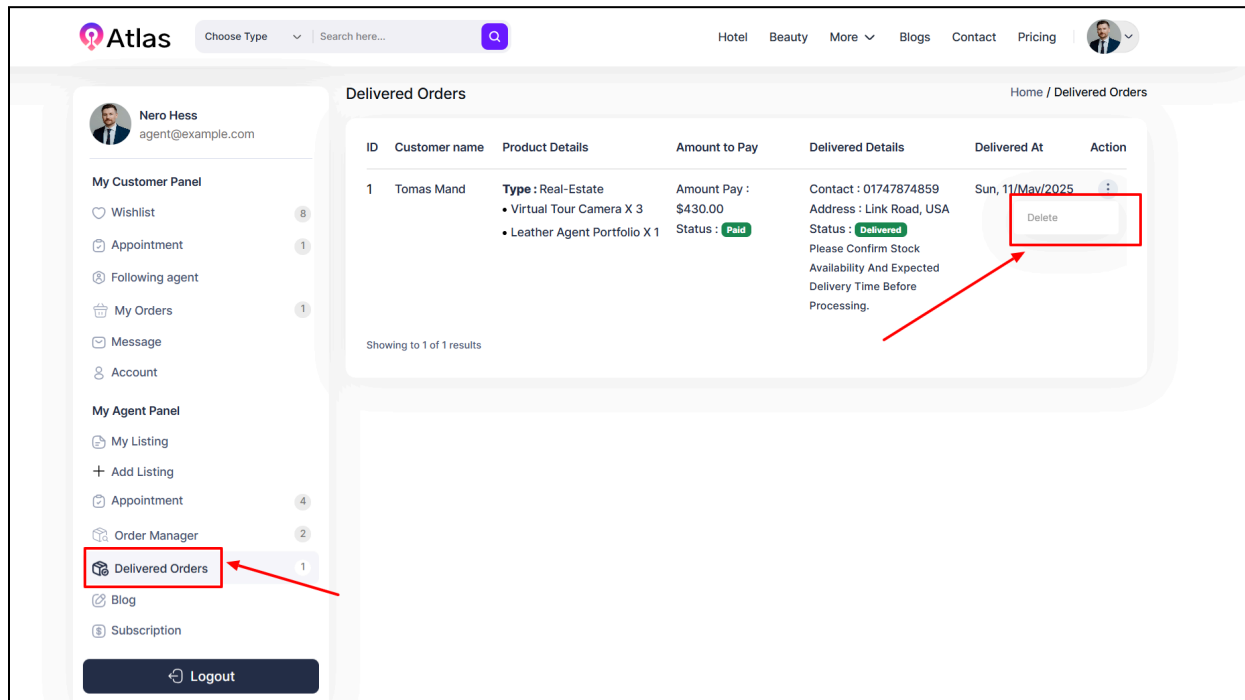 Atlas
Choose Type
Search here...
Hotel
Beauty
More
Blogs
Contact
Pricing
Nero Hess
agent@example.com
My Customer Panel
Wishlist
8
Appointment
1
Following agent
My Orders
1
Message
Account
My Agent Panel
My Listing
Add Listing
Appointment
4
Order Manager
2
Delivered Orders
1
Blog
Subscription
Logout
Delivered Orders
Home / Delivered Orders
ID Customer name Product Details Amount to Pay Delivered Details Delivered At Action
1
Tomas Mand
Type : Real-Estate
• Virtual Tour Camera X 3
• Leather Agent Portfolio X 1
Amount Pay :
$430.00
Status : Paid
Contact : 01747874859
Address : Link Road, USA
Status : Delivered
Please Confirm Stock
Availability And Expected
Delivery Time Before
Processing.
Sun, 11/May/2025
Delete
Showing to 1 of 1 results